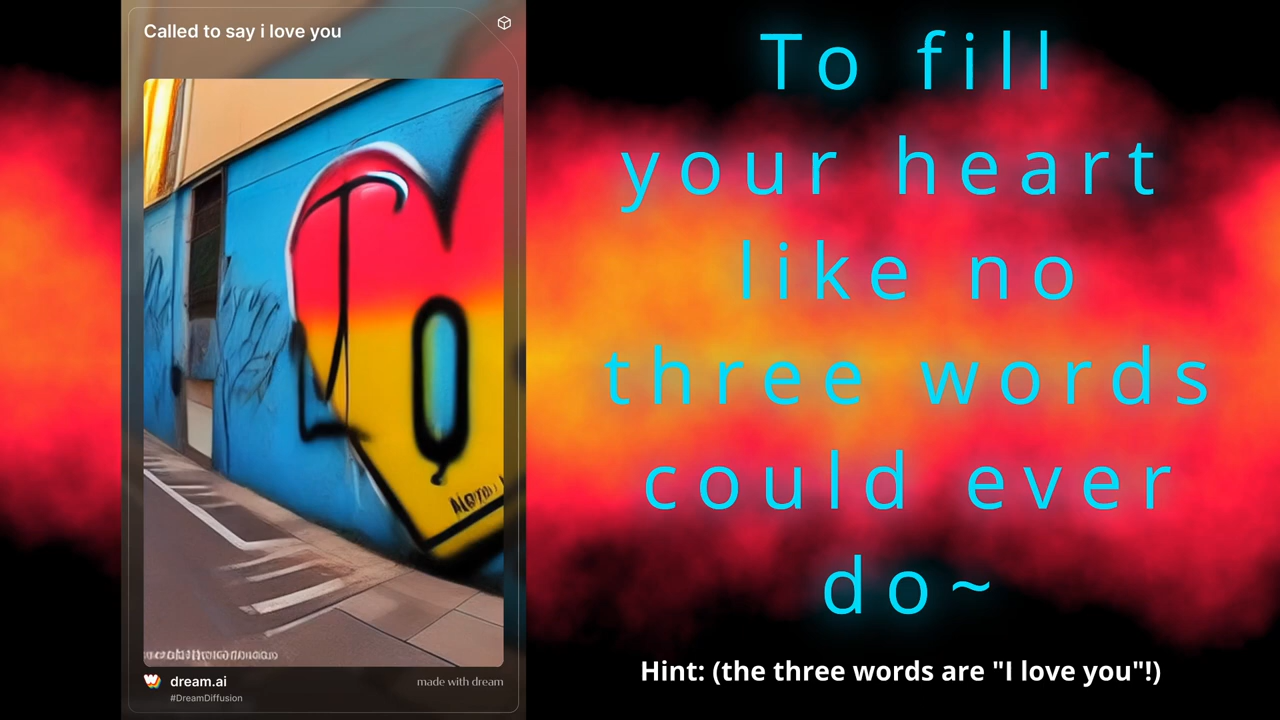 Called to say i love you
To
dream.ai
#DreamDiffusion
made with dream
To fill
your heart
like no
three words
could ever
do~
Hint: (the three words are "I love you"!)